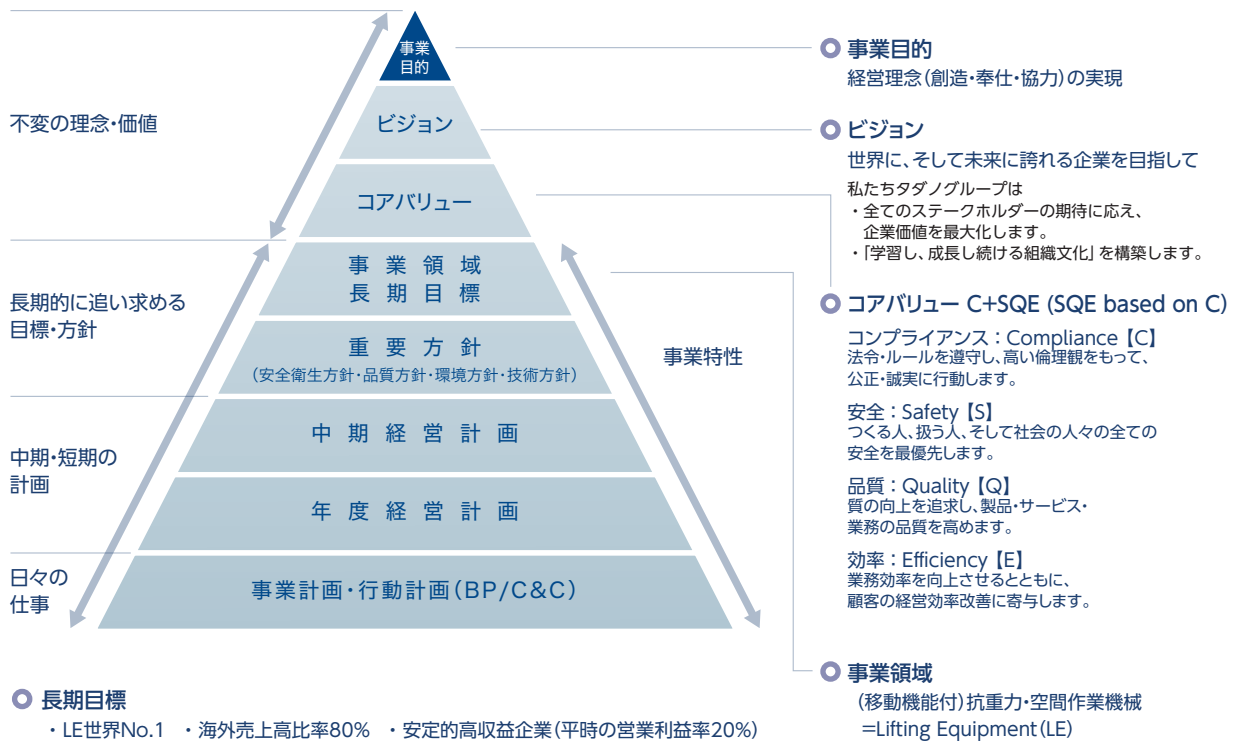 不変の理念・価値
長期的に追い求める
目標・方針
中期・短期の
計画
日々の
仕事
事業
目的
ビジョン
コアバリュー
事業領域
長期目標
重要方針
(安全衛生方針・品質方針・環境方針・技術方針)
中期経営計画
年度経営計画
事業計画・行動計画(BP/C&C)
事業特性
事業目的
経営理念(創造・奉仕・協力)の実現
ビジョン
世界に、そして未来に誇れる企業を目指して
私たちタダノグループは
・全てのステークホルダーの期待に応え、
企業価値を最大化します。
・「学習し、成長し続ける組織文化」を構築します。
コアバリュー C+SQE (SQE based on C)
コンプライアンス：Compliance【C】
法令・ルールを遵守し、高い倫理観をもって、
公正・誠実に行動します。
安全：Safety【S】
つくる人、扱う人、そして社会の人々の全ての
安全を最優先します。
品質：Quality【Q】
質の向上を追求し、製品・サービス・
業務の品質を高めます。
効率：Efficiency【E】
業務効率を向上させるとともに、
顧客の経営効率改善に寄与します。
事業領域
(移動機能付)抗重力・空間作業機械
=Lifting Equipment(LE)
長期目標
・LE世界No.1 ・海外売上高比率80% ・安定的高収益企業(平時の営業利益率20%)